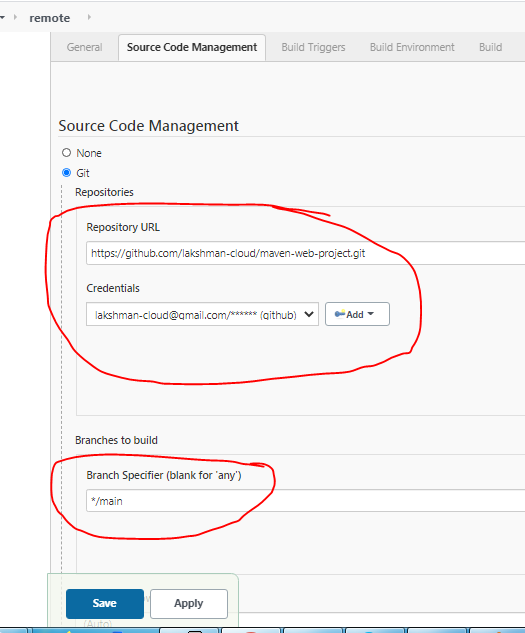 remote
General Source Code Management Build Triggers Build Environment Build
Source Code Management
None
Git
Repositories
Repository URL
https://github.com/lakshman-cloud/maven-web-project.git
Credentials
lakshman-cloud@gmail.com/****** (github) Add
Branches to build
Branch Specifier (blank for 'any')
*/main
Save Apply
(Auto)